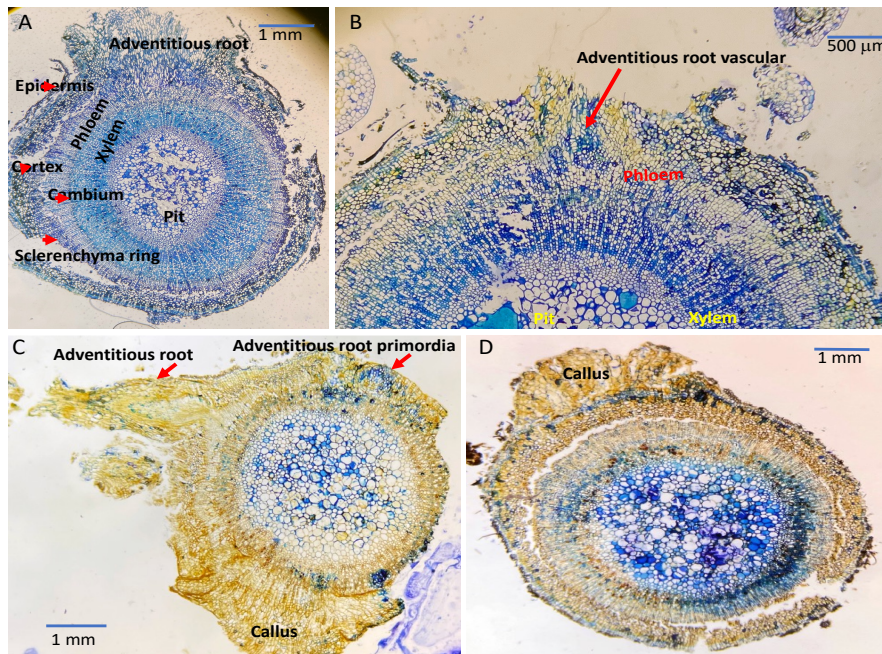 A
Adventitious root
1 mm
Epidermis
Phloem
Xylem
Cortex
Cambium
Pit
Sclerenchyma ring
B
500 µm
Adventitious root vascular
Phloem
Pit
Xylem
C
Adventitious root
Adventitious root primordia
Callus
1 mm
D
1 mm
Callus